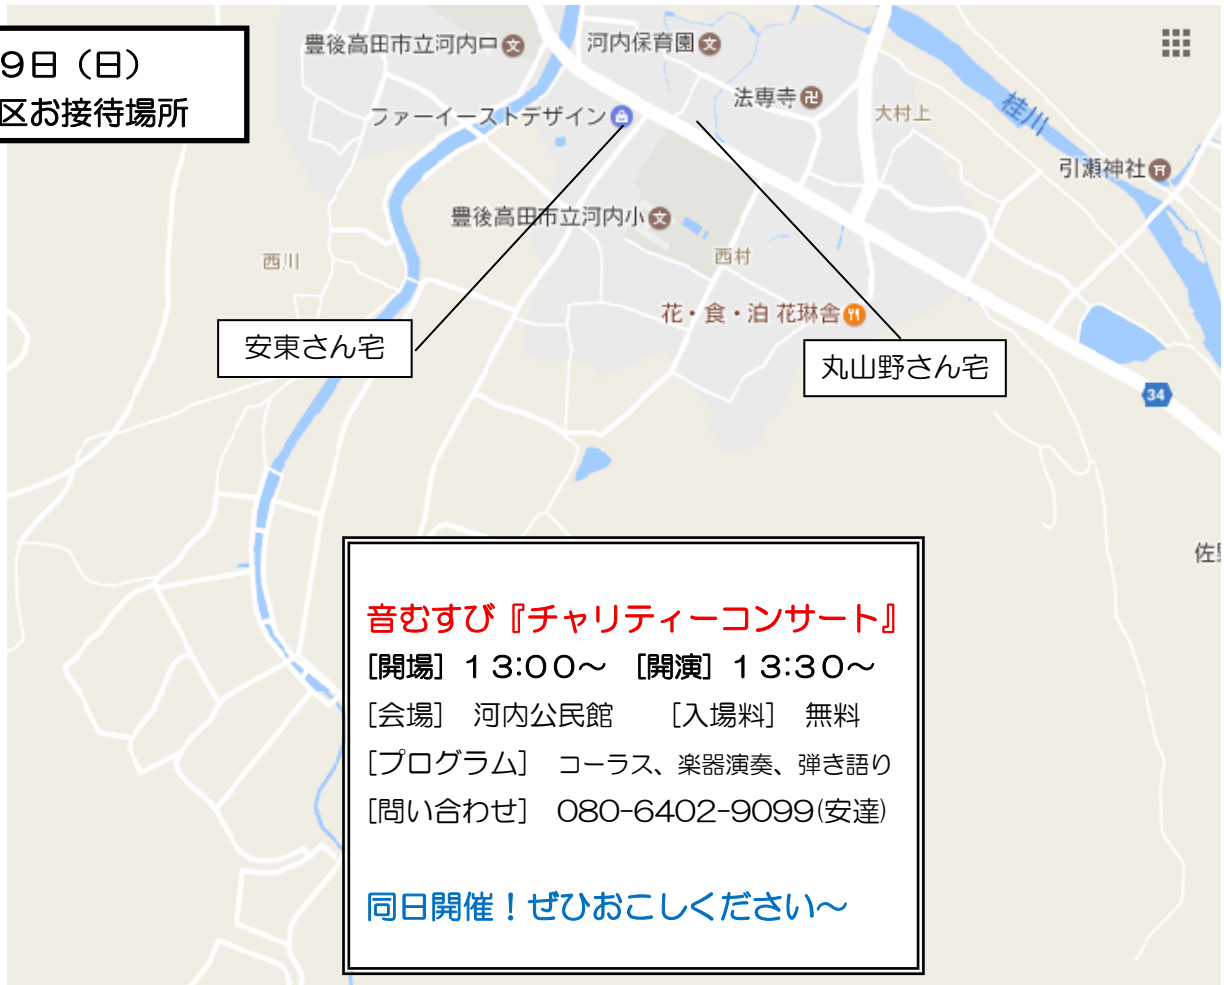 9日（日）
区お接待場所
豊後高田市立河内中
河内保育園
法専寺
ファーイーストデザイン
大村上
桂川
引瀬神社
豊後高田市立河内小
西村
西川
花・食・泊 花琳舎
安東さん宅
丸山野さん宅
34
音むすび『チャリティーコンサート』
[開場] １３:００～ [開演] １３:３０～
[会場] 河内公民館 [入場料] 無料
[プログラム] コーラス、楽器演奏、弾き語り
[問い合わせ] 080-6402-9099(安達)
同日開催！ぜひおこしください～